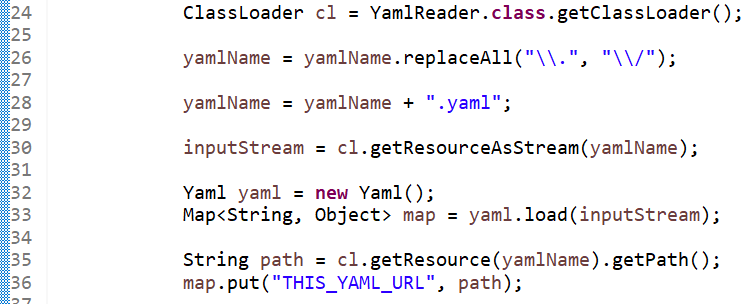 24 ClassLoader cl = YamlReader.class.getClassLoader();
25
26 yamlName = yamlName.replaceAll("\\.", "\\/");
27
28 yamlName = yamlName + ".yaml";
29
30 inputStream = cl.getResourceAsStream(yamlName);
31
32 Yaml yaml = new Yaml();
33 Map<String, Object> map = yaml.load(inputStream);
34
35 String path = cl.getResource(yamlName).getPath();
36 map.put("THIS_YAML_URL", path);
37